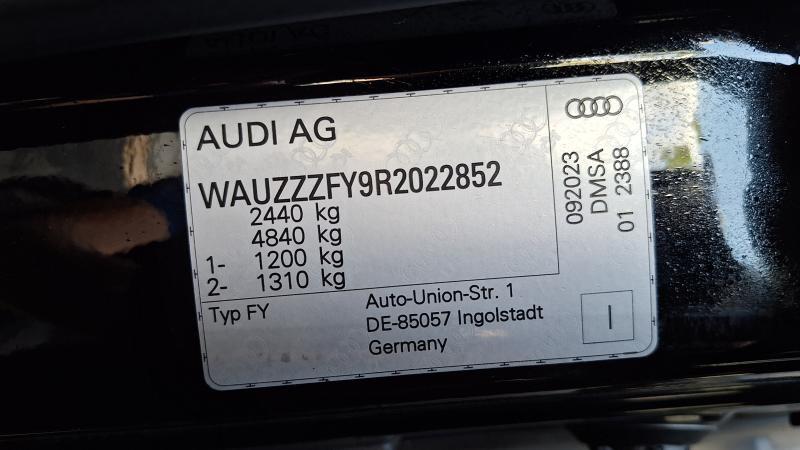 AUDI AG
WAUZZZFY9R2022852
2440 kg
4840 kg
1- 1200 kg
2- 1310 kg
Typ FY
Auto-Union-Str. 1
DE-85057 Ingolstadt
Germany
092023
DMSA
01 2388
I